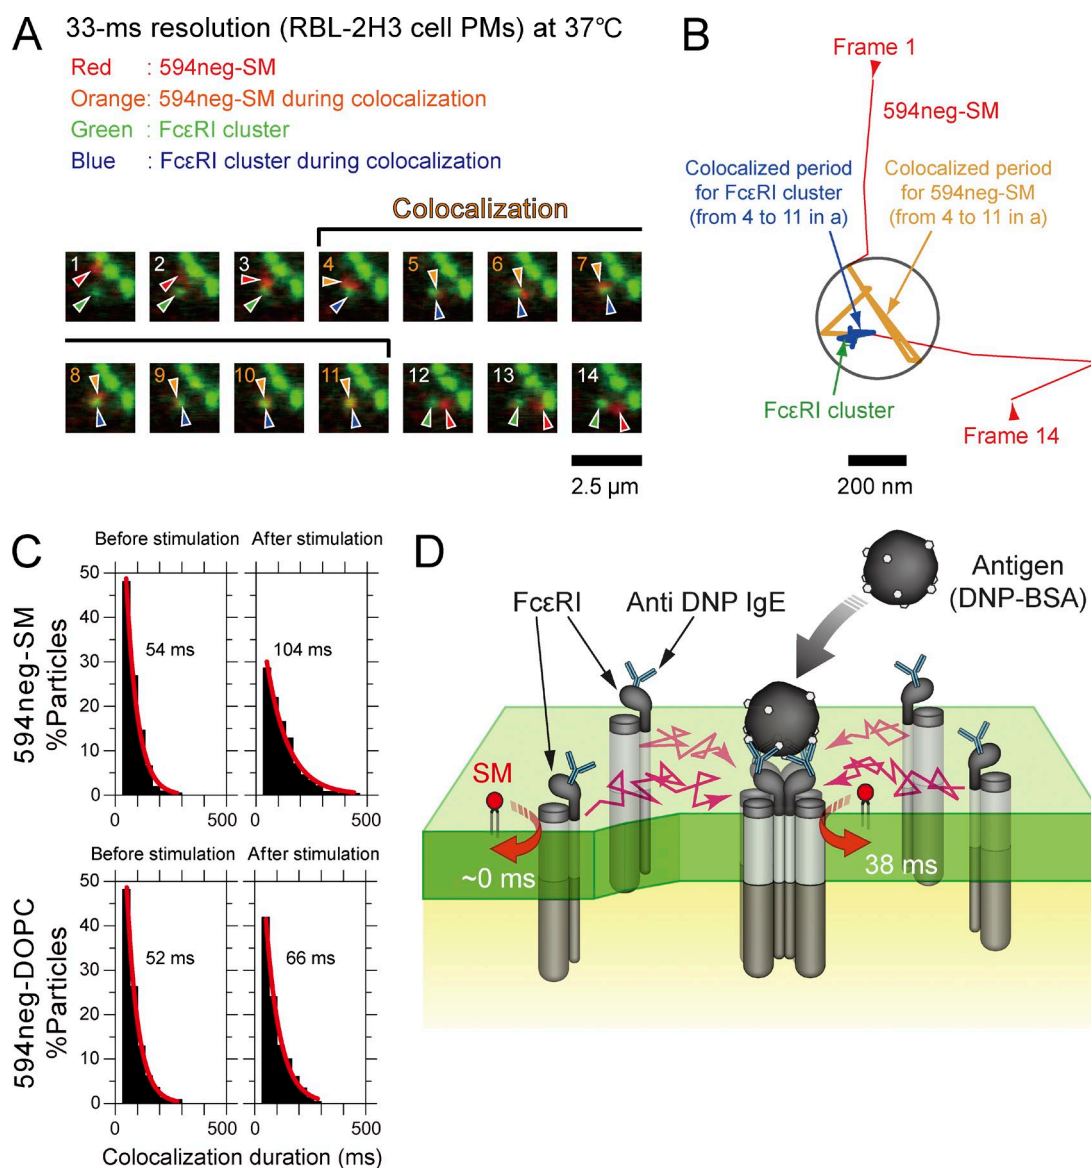 A
33-ms resolution (RBL-2H3 cell PMs) at 37℃
Red : 594neg-SM
Orange: 594neg-SM during colocalization
Green : FcεRI cluster
Blue : FcεRI cluster during colocalization
Colocalization
1 2 3 4 5 6 7
8 9 10 11 12 13 14
2.5 μm
B
Frame 1
594neg-SM
Colocalized period
for FcεRI cluster
(from 4 to 11 in a)
Colocalized period
for 594neg-SM
(from 4 to 11 in a)
FcεRI cluster
Frame 14
200 nm
C
Before stimulation
After stimulation
594neg-SM
%Particles
50
40
30
20
10
0
54 ms
104 ms
0 500 0 500
Before stimulation
After stimulation
594neg-DOPC
%Particles
50
40
30
20
10
0
52 ms
66 ms
0 500 0 500
Colocalization duration (ms)
D
FcεRI
Anti DNP IgE
Antigen
(DNP-BSA)
SM
~0 ms
38 ms